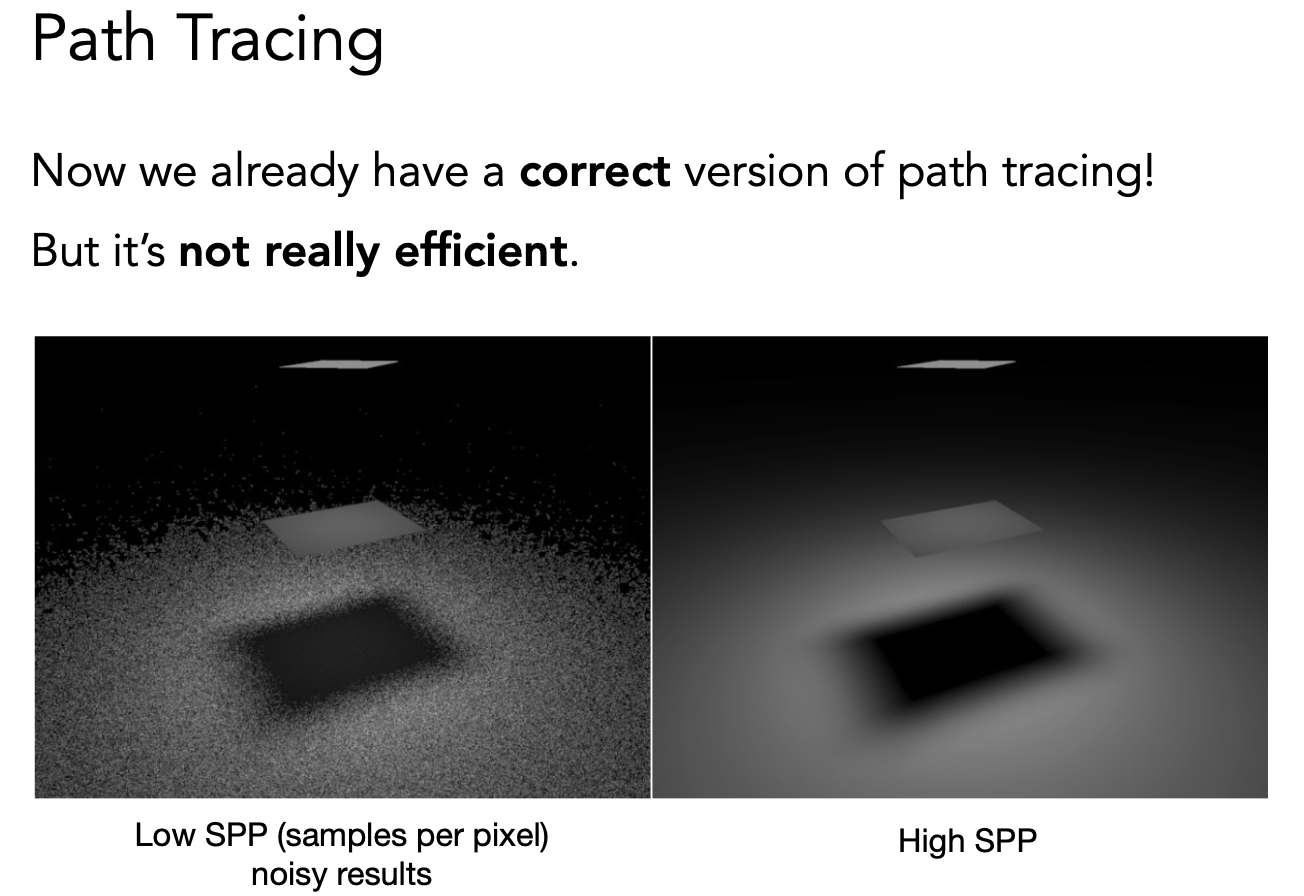 Path Tracing
Now we already have a correct version of path tracing!
But it’s not really efficient.
Low SPP (samples per pixel)
noisy results
High SPP